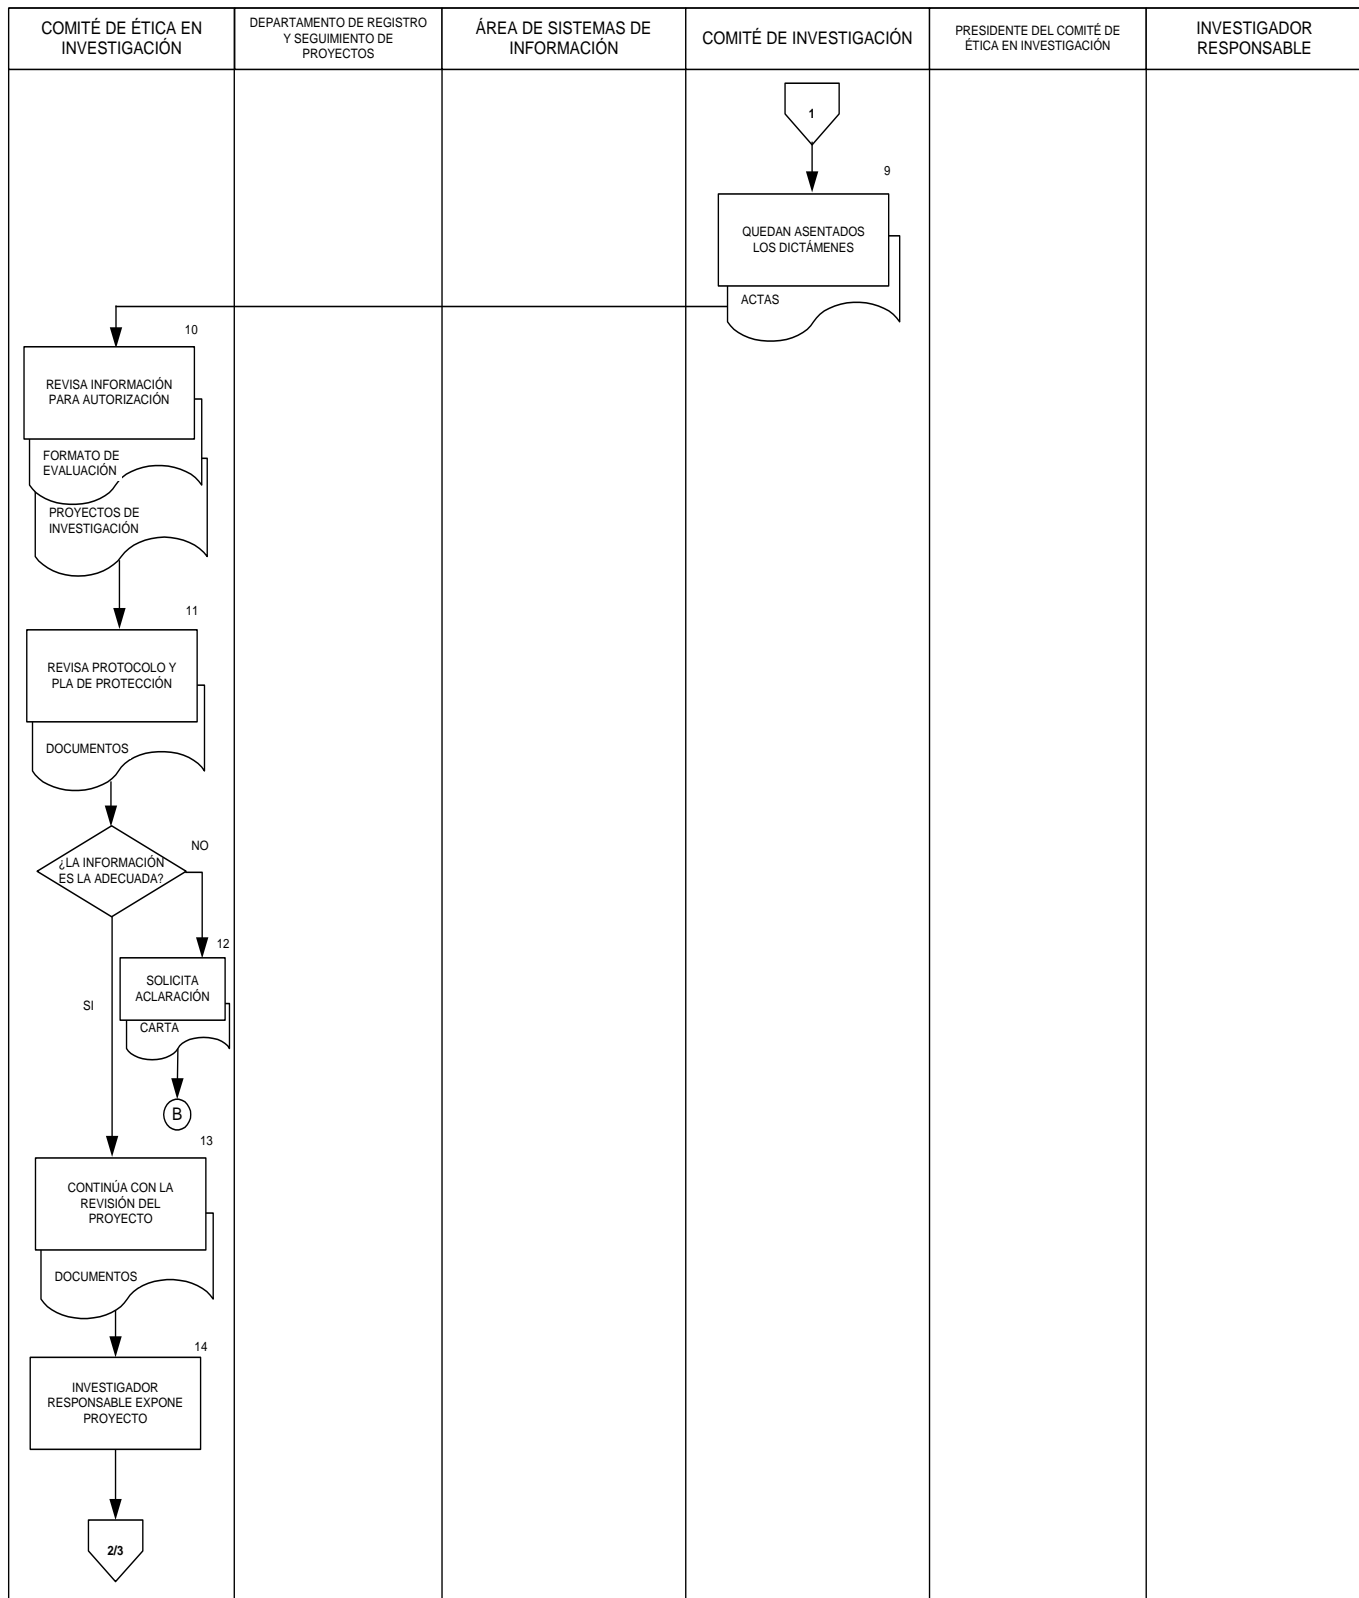 COMITÉ DE ÉTICA EN
INVESTIGACIÓN
DEPARTAMENTO DE REGISTRO
Y SEGUIMIENTO DE
PROYECTOS
ÁREA DE SISTEMAS DE
INFORMACIÓN
COMITÉ DE INVESTIGACIÓN
PRESIDENTE DEL COMITÉ DE
ÉTICA EN INVESTIGACIÓN
INVESTIGADOR
RESPONSABLE
1
9
QUEDAN ASENTADOS
LOS DICTÁMENES
ACTAS
10
REVISA INFORMACIÓN
PARA AUTORIZACIÓN
FORMATO DE
EVALUACIÓN
PROYECTOS DE
INVESTIGACIÓN
11
REVISA PROTOCOLO Y
PLA DE PROTECCIÓN
DOCUMENTOS
¿LA INFORMACIÓN
ES LA ADECUADA?
NO
12
SOLICITA
ACLARACIÓN
CARTA
SI
B
13
CONTINÚA CON LA
REVISIÓN DEL
PROYECTO
DOCUMENTOS
14
INVESTIGADOR
RESPONSABLE EXPONE
PROYECTO
2/3